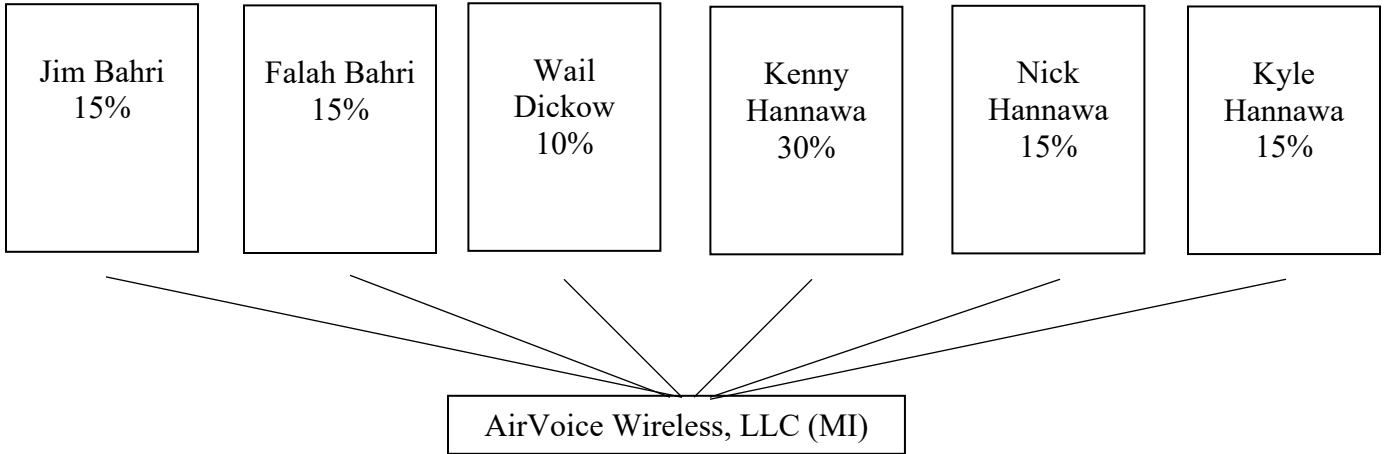 Jim Bahri
15%
Falah Bahri
15%
Wail
Dickow
10%
Kenny
Hannawa
30%
Nick
Hannawa
15%
Kyle
Hannawa
15%
AirVoice Wireless, LLC (MI)